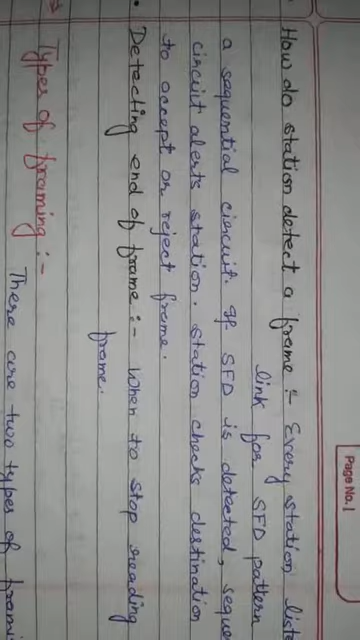 Page No. 1
How do station detect a frame :- Every station list
link for SFD pattern
a sequential circuit. If SFD is detected, seque
circuit alerts station. Station checks destination
to accept or reject frame.
• Detecting end of frame :- When to stop reading
frame.
Types of framing :-
There are two types of frami